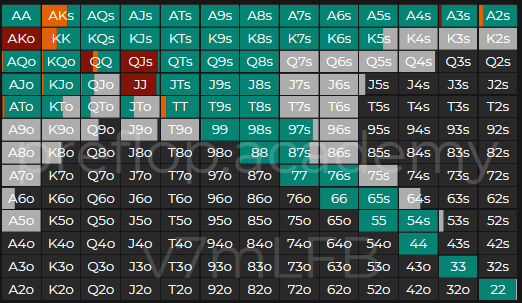 AA AKs AQs AJs ATs A9s A8s A7s A6s A5s A4s A3s A2s
AKo KK KQs KJs KTs K9s K8s K7s K6s K5s K4s K3s K2s
AQo KQo QQ QJs QTs Q9s Q8s Q7s Q6s Q5s Q4s Q3s Q2s
AJo KJo QJo JJ JTs J9s J8s J7s J6s J5s J4s J3s J2s
ATo KTo QTo JTo TT T9s T8s T7s T6s T5s T4s T3s T2s
A9o K9o Q9o J9o T9o 99 98s 97s 96s 95s 94s 93s 92s
A8o K8o Q8o J8o T8o 98o 88 87s 86s 85s 84s 83s 82s
preflop.academy
A7o K7o Q7o J7o T7o 97o 87o 77 76s 75s 74s 73s 72s
A6o K6o Q6o J6o T6o 96o 86o 76o 66 65s 64s 63s 62s
A5o K5o Q5o J5o T5o 95o 85o 75o 65o 55 54s 53s 52s
A4o K4o Q4o J4o T4o 94o 84o 74o 64o 54o 44 43s 42s
v7mLFB
A3o K3o Q3o J3o T3o 93o 83o 73o 63o 53o 43o 33 32s
A2o K2o Q2o J2o T2o 92o 82o 72o 62o 52o 42o 32o 22